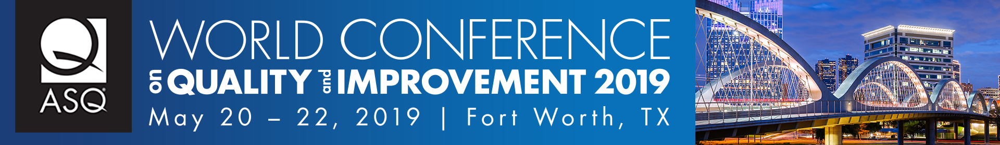 ASQ®
WORLD CONFERENCE
on QUALITY and IMPROVEMENT 2019
May 20 – 22, 2019 | Fort Worth, TX